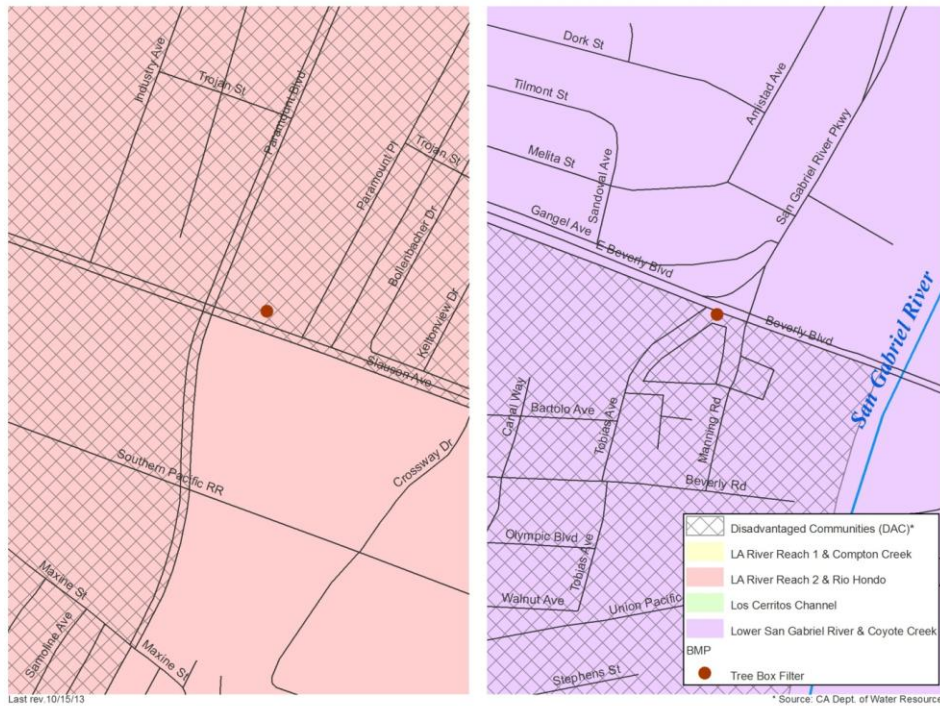 Industry Ave
Trojan St
Paramount Blvd
Paramount Pl
Trojan St
Bollenbacher Dr
Keltonview Dr
Slauson Ave
Southern Pacific RR
Crossway Dr
Maxine St
Samoline Ave
Maxine St
Last rev.10/15/13
Dork St
Tilmont St
Amistad Ave
Melita St
Sandoval Ave
San Gabriel River Pkwy
Gangel Ave
E Beverly Blvd
Beverly Blvd
San Gabriel River
Canal Way
Bartolo Ave
Tobias Ave
Manning Rd
Beverly Rd
Olympic Blvd
Tobias Ave
Walnut Ave
Union Pacific
Stephens St
Disadvantaged Communities (DAC)*
LA River Reach 1 & Compton Creek
LA River Reach 2 & Rio Hondo
Los Cerritos Channel
Lower San Gabriel River & Coyote Creek
BMP
Tree Box Filter
* Source: CA Dept. of Water Resource